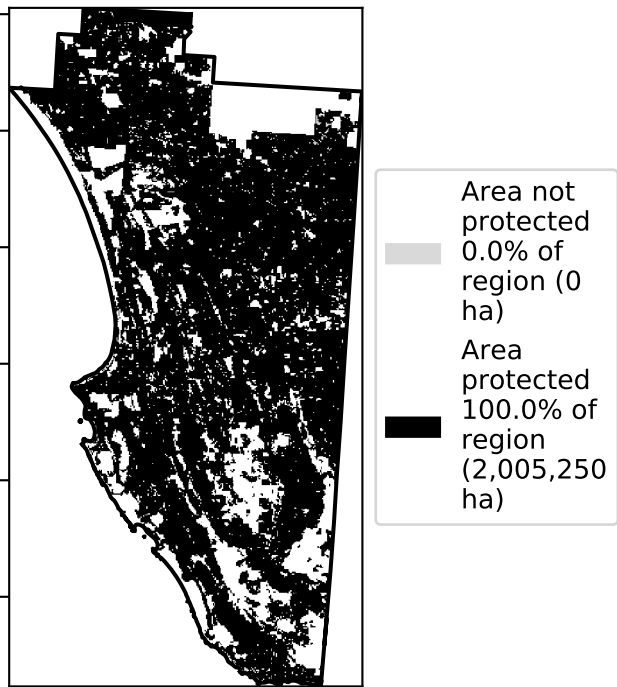 Area not
protected
0.0% of
region (0
ha)
Area
protected
100.0% of
region
(2,005,250
ha)